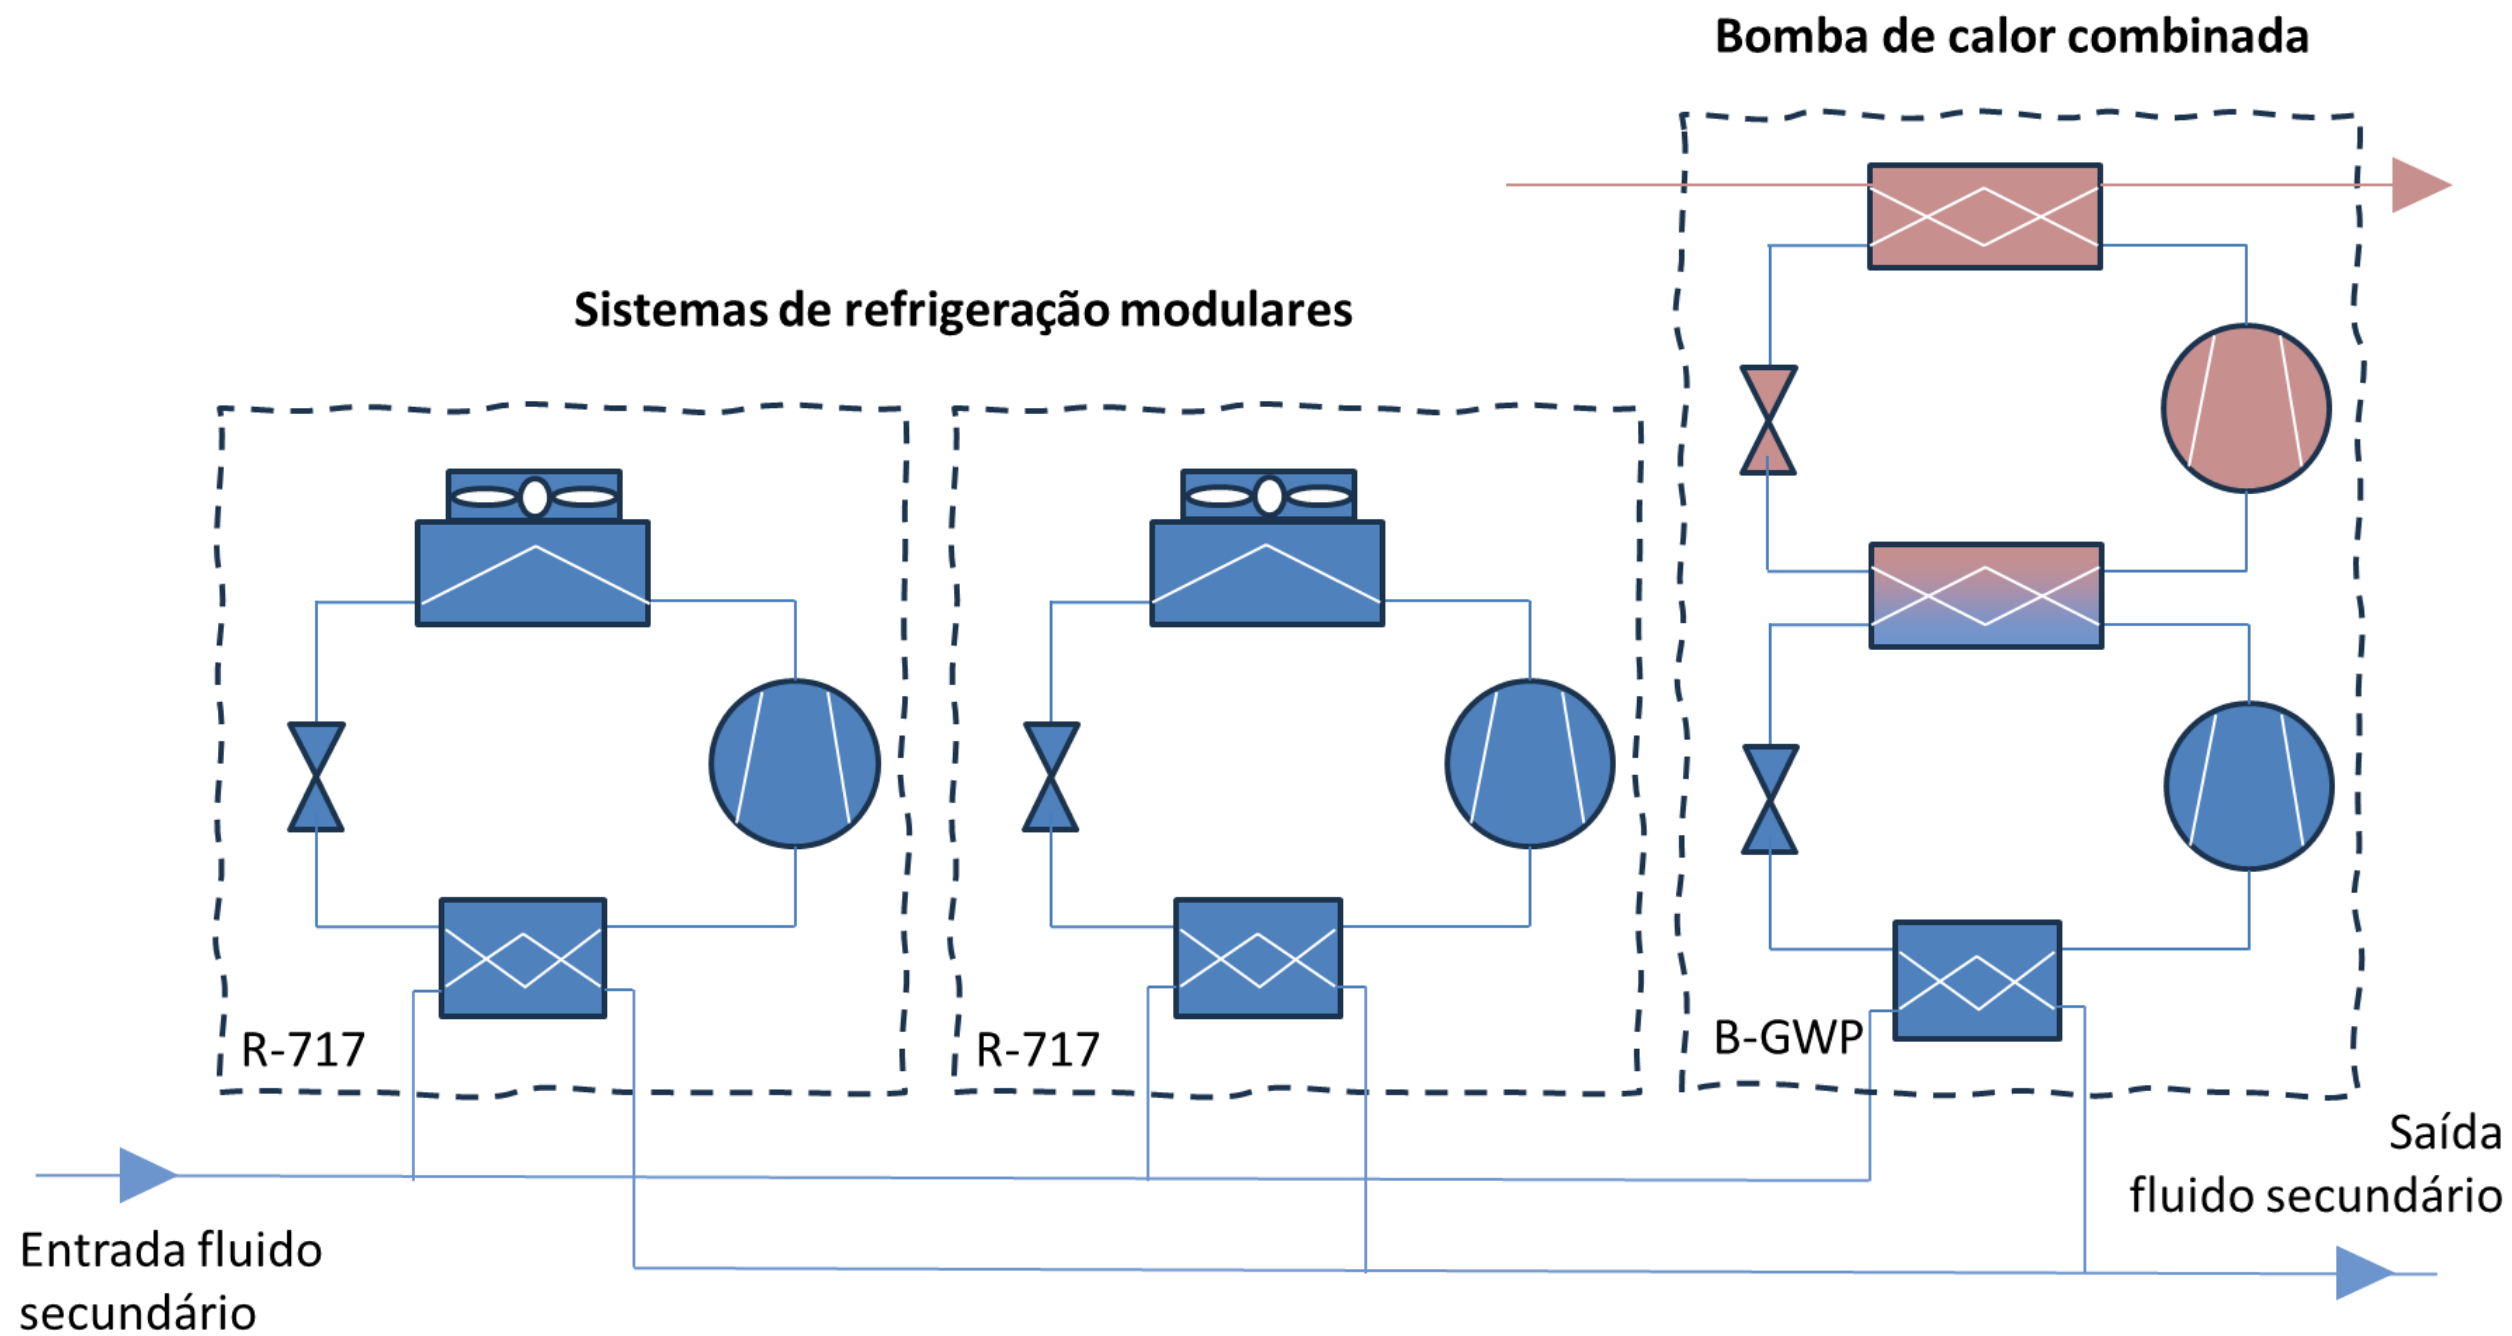 Bomba de calor combinada
Sistemas de refrigeração modulares
R-717
R-717
B-GWP
Saída
fluido secundário
Entrada fluido
secundário